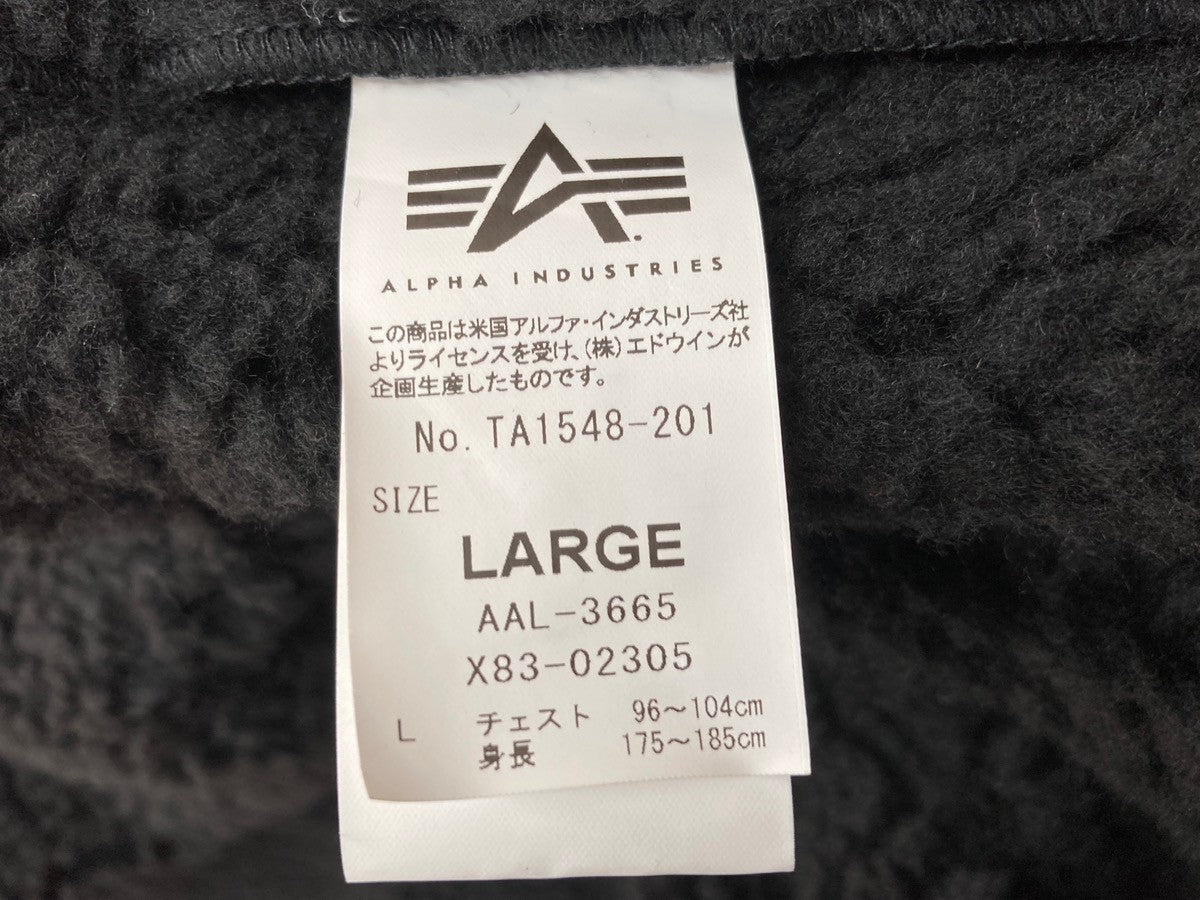 ALPHA INDUSTRIES
この商品は米国アルファ・インダストリーズ社
よりライセンスを受け、(株)エドウインが
企画生産したものです。
No. TA1548-201
SIZE
LARGE
AAL-3665
X83-02305
L チェスト 96～104cm
身長 175～185cm